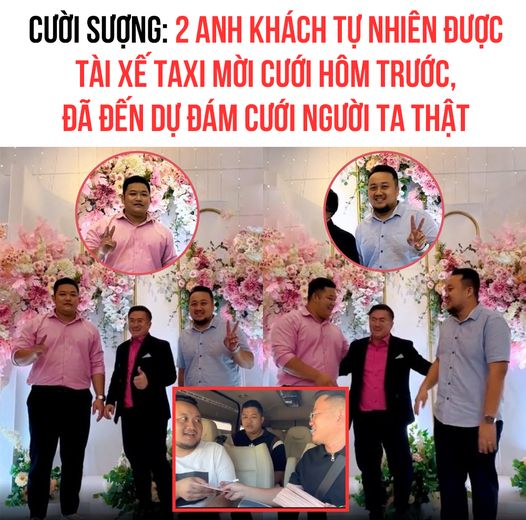 CƯỜI SƯỢNG: 2 ANH KHÁCH TỰ NHIÊN ĐƯỢC
TÀI XẾ TAXI MỜI CƯỚI HÔM TRƯỚC,
ĐÃ ĐẾN DỰ ĐÁM CƯỚI NGƯỜI TA THẬT